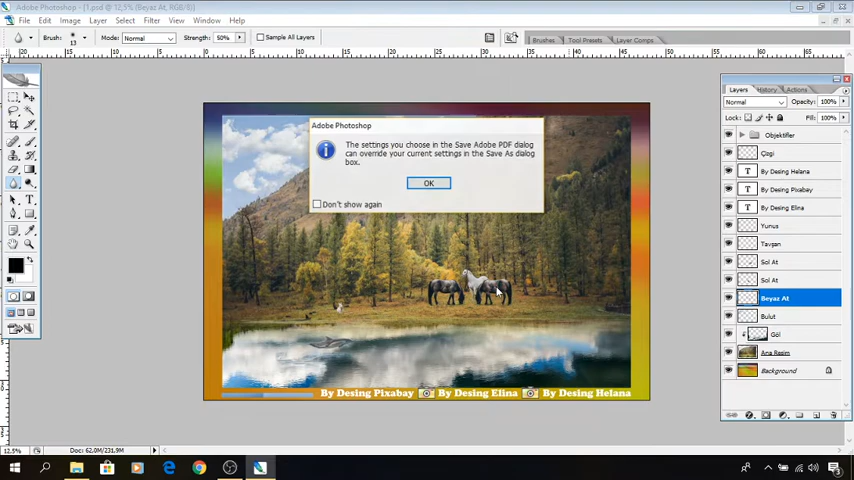 Adobe Photoshop - [1.psd @ 12,5% (Beyaz At, RGB/8)]
File Edit Image Layer Select Filter View Window Help
Brush: 13 Mode: Normal Strength: 50% Sample All Layers
Brushes Tool Presets Layer Comps
Layers History Actions
Normal Opacity: 100%
Lock: Fill: 100%
Objektifler
Çizgi
T By Desing Helana
T By Desing Pixabay
T By Desing Elina
Yunus
Tavşan
Sol At
Sol At
Beyaz At
Bulut
Göl
Ana Resim
Background
Adobe Photoshop
The settings you choose in the Save Adobe PDF dialog
can override your current settings in the Save As dialog
box.
OK
Don't show again
By Desing Pixabay By Desing Elina By Desing Helana
12.5% Doc: 62,0M/231,9M